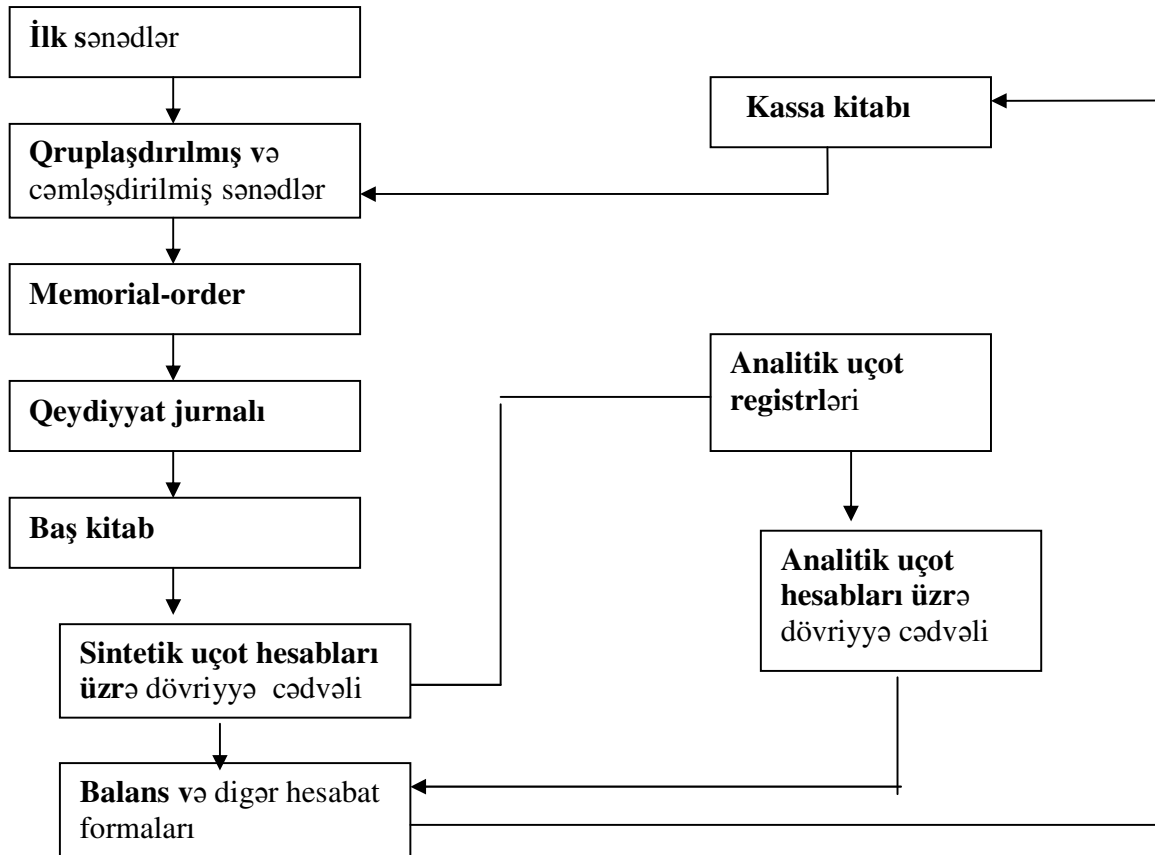 İlk sənədlər
Kassa kitabı
Qruplaşdırılmış və
cəmləşdirilmiş sənədlər
Memorial-order
Analitik uçot
registrləri
Qeydiyyat jurnalı
Baş kitab
Analitik uçot
hesabları üzrə
dövriyyə cədvəli
Sintetik uçot hesabları
üzrə dövriyyə cədvəli
Balans və digər hesabat
formaları